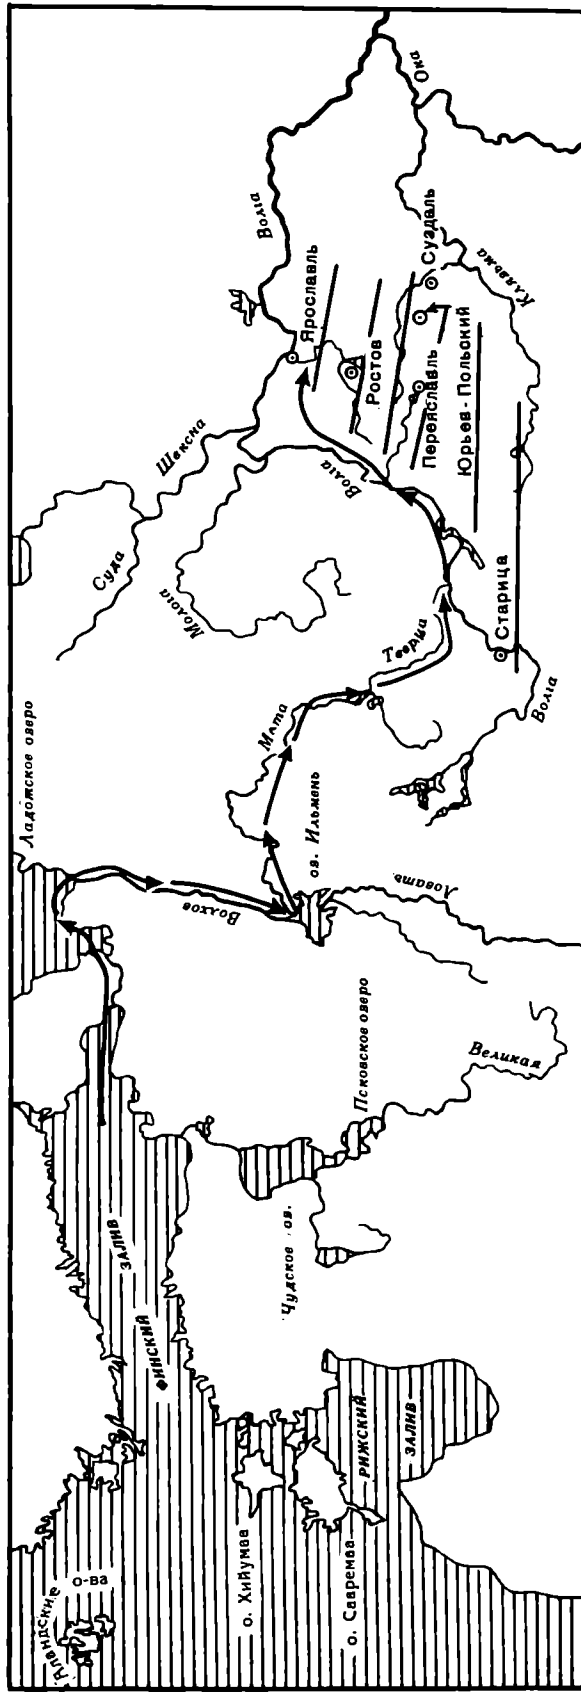 Аландские
о-ва
ФИНСКИЙ
ЗАЛИВ
о. Хийумаа
о. Сааремаа
РИЖСКИЙ
ЗАЛИВ
Чудское оз.
Псковское озеро
Великая
Ладожское озеро
Волхов
оз. Ильмень
Ловать
Мста
Тверца
Волга
Старица
Суда
Молога
Шексна
Волга
Волга
Ярославль
Ростов
Переяславль
Юрьев-Польский
Суздаль
Клязьма
Ока